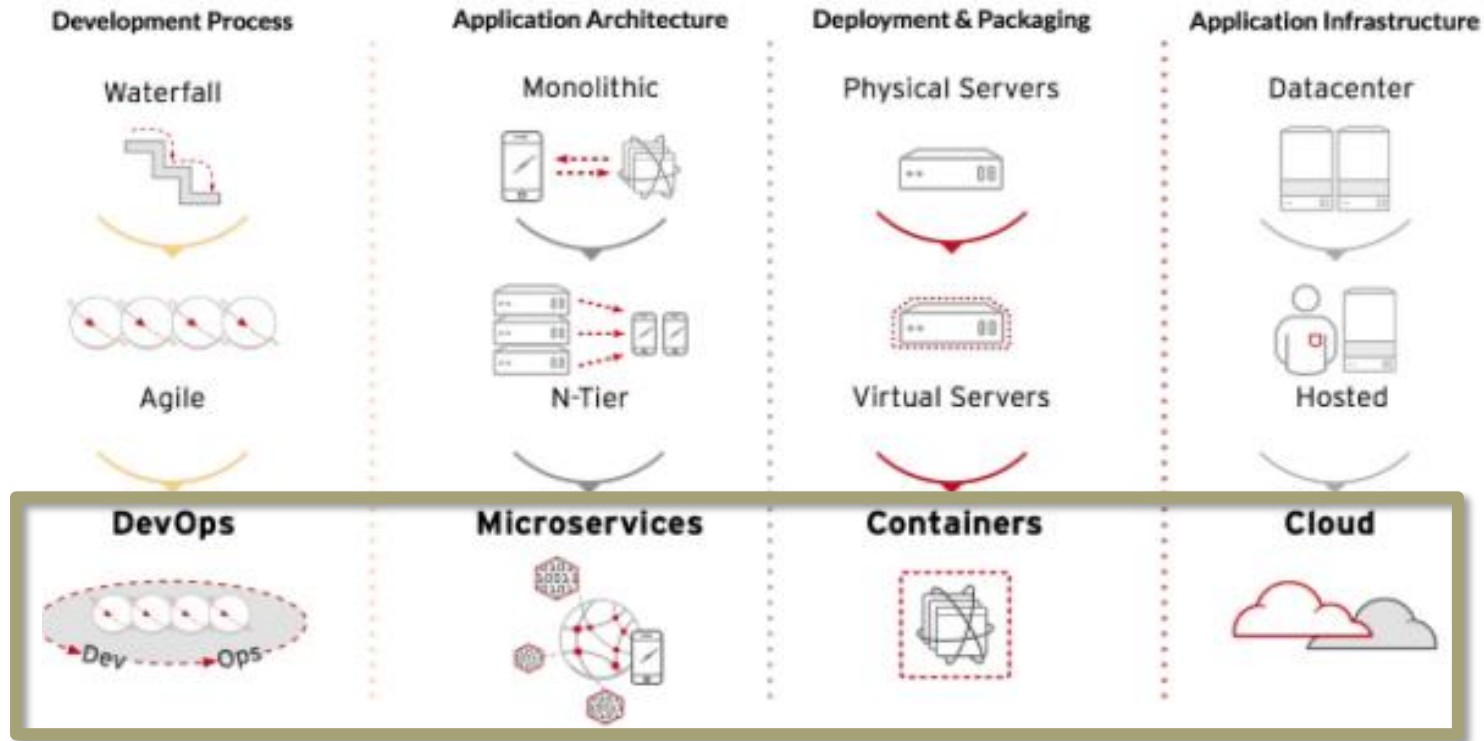 Development Process
Application Architecture
Deployment & Packaging
Application Infrastructure
Waterfall
Monolithic
Physical Servers
Datacenter
Agile
N-Tier
Virtual Servers
Hosted
DevOps
Microservices
Containers
Cloud
Dev
Ops